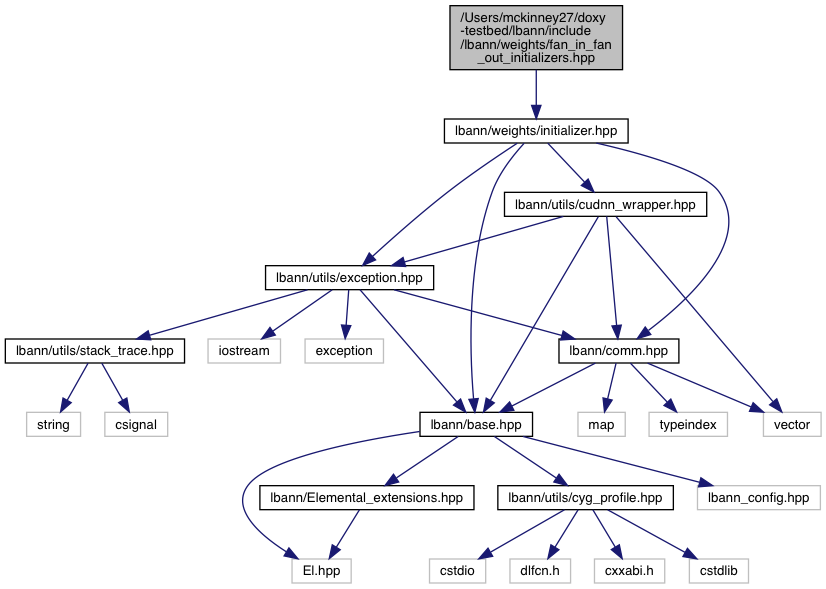 /Users/mckinney27/doxy
-testbed/lbann/include
/lbann/weights/fan_in_fan
_out_initializers.hpp
lbann/weights/initializer.hpp
lbann/utils/cudnn_wrapper.hpp
lbann/utils/exception.hpp
lbann/utils/stack_trace.hpp
iostream
exception
lbann/comm.hpp
string
csignal
lbann/base.hpp
map
typeindex
vector
lbann/Elemental_extensions.hpp
lbann/utils/cyg_profile.hpp
lbann_config.hpp
El.hpp
cstdio
dlfcn.h
cxxabi.h
cstdlib